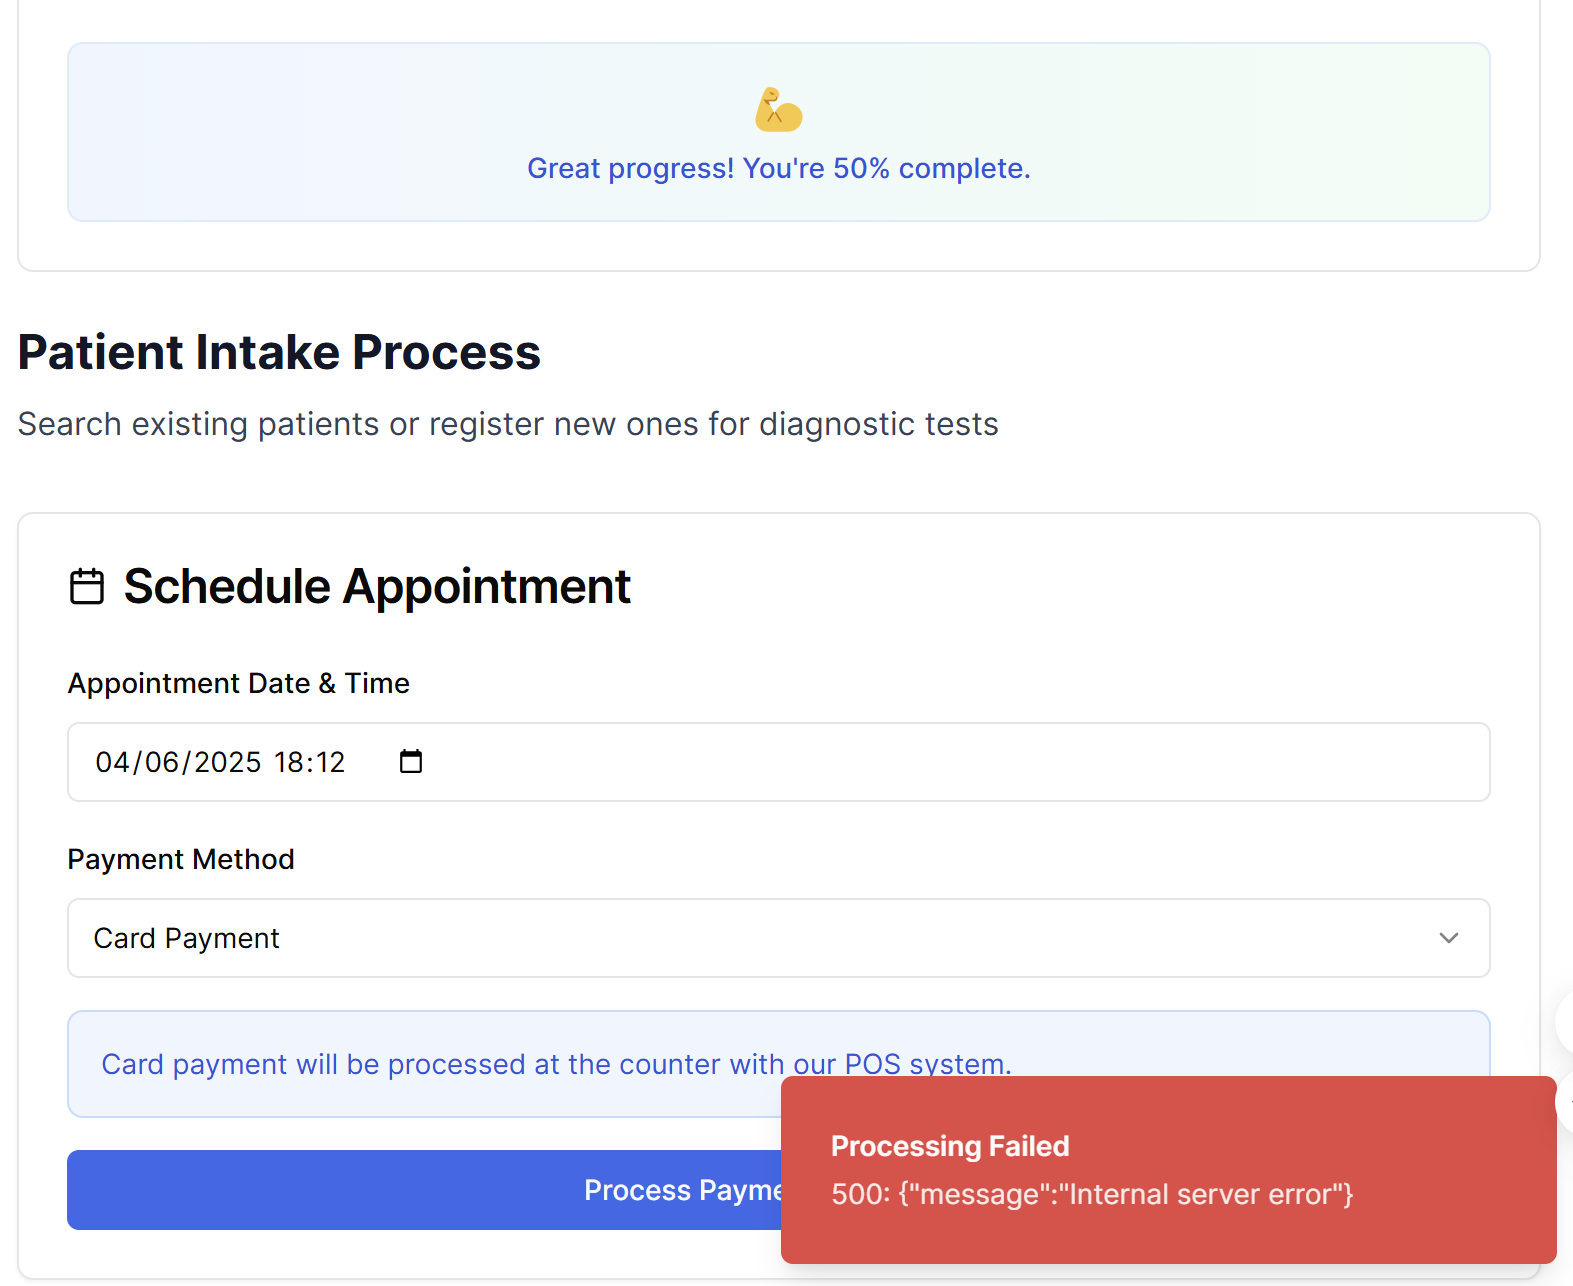 Great progress! You're 50% complete.
Patient Intake Process
Search existing patients or register new ones for diagnostic tests
Schedule Appointment
Appointment Date & Time
04/06/2025 18:12
Payment Method
Card Payment
Card payment will be processed at the counter with our POS system.
Process
Processing Failed
500: {"message":"Internal server error"}